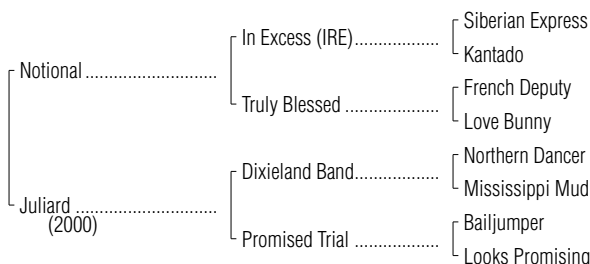 Siberian Express
In Excess (IRE)
Kantado
Notional
French Deputy
Truly Blessed
Love Bunny
Northern Dancer
Dixieland Band
Mississippi Mud
Juliard
(2000)
Bailjumper
Promised Trial
Looks Promising